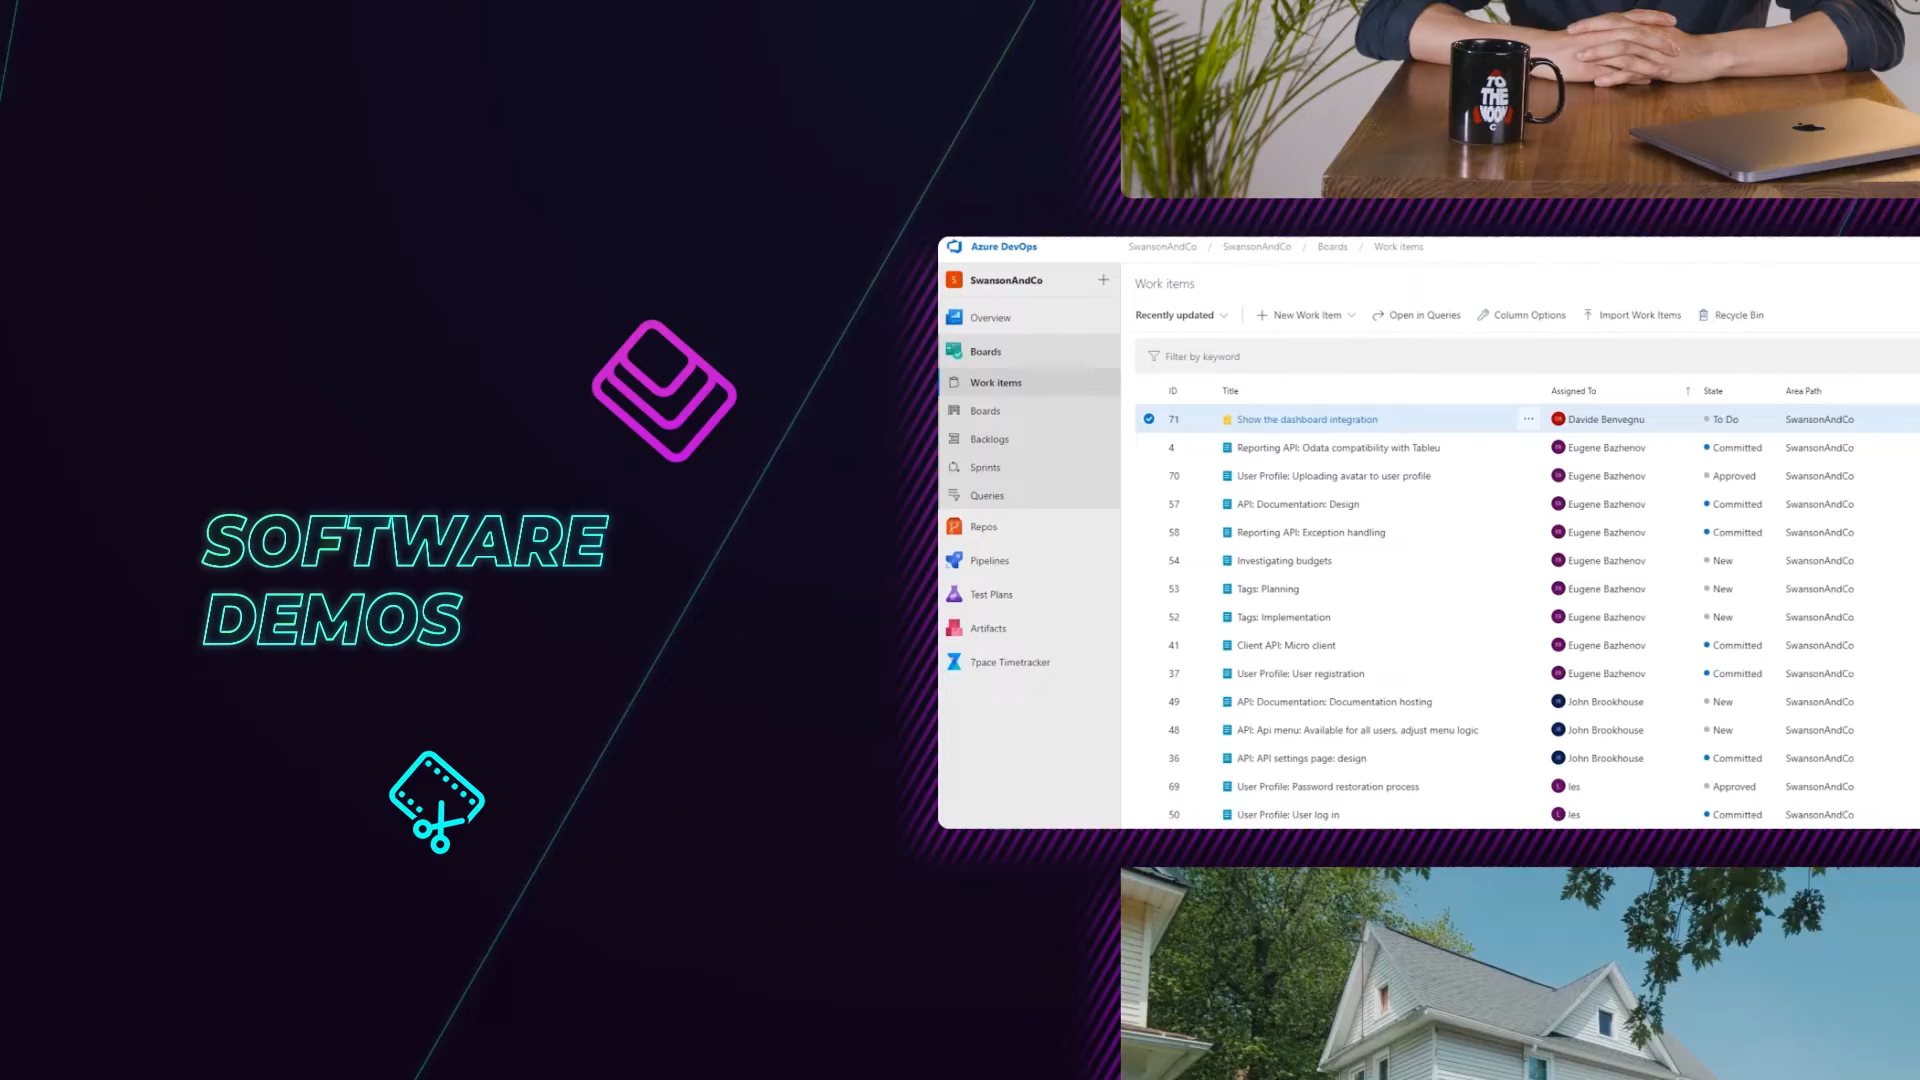 TO
THE
MOON
SOFTWARE
DEMOS
Azure DevOps
SwansonAndCo / SwansonAndCo / Boards / Work items
S SwansonAndCo
Overview
Boards
Work items
Boards
Backlogs
Sprints
Queries
Repos
Pipelines
Test Plans
Artifacts
7pace Timetracker
Work items
Recently updated New Work Item Open in Queries Column Options Import Work Items Recycle Bin
Filter by keyword
ID Title Assigned To State Area Path
71 Show the dashboard integration Davide Benvegnu To Do SwansonAndCo
4 Reporting API: Odata compatibility with Tableu Eugene Bazhenov Committed SwansonAndCo
70 User Profile: Uploading avatar to user profile Eugene Bazhenov Approved SwansonAndCo
57 API: Documentation: Design Eugene Bazhenov Committed SwansonAndCo
58 Reporting API: Exception handling Eugene Bazhenov Committed SwansonAndCo
54 Investigating budgets Eugene Bazhenov New SwansonAndCo
53 Tags: Planning Eugene Bazhenov New SwansonAndCo
52 Tags: Implementation Eugene Bazhenov New SwansonAndCo
41 Client API: Micro client Eugene Bazhenov Committed SwansonAndCo
37 User Profile: User registration Eugene Bazhenov Committed SwansonAndCo
49 API: Documentation: Documentation hosting John Brookhouse New SwansonAndCo
48 API: Api menu: Available for all users, adjust menu logic John Brookhouse New SwansonAndCo
36 API: API settings page: design John Brookhouse Committed SwansonAndCo
69 User Profile: Password restoration process les Approved SwansonAndCo
50 User Profile: User log in les Committed SwansonAndCo